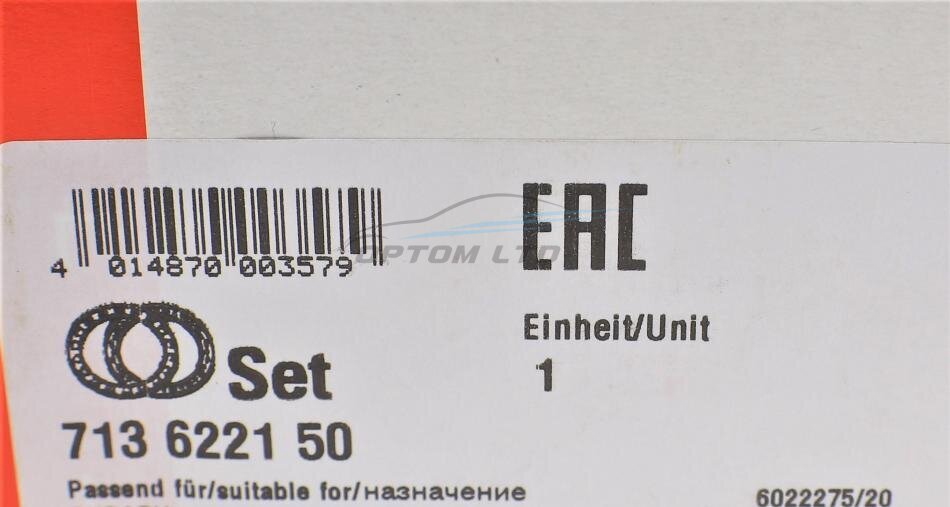 EAC
4 014870 003579
OPTOM LTD
Einheit/Unit
1
Set
713 6221 50
Passend für/suitable for/назначение
6022275/20